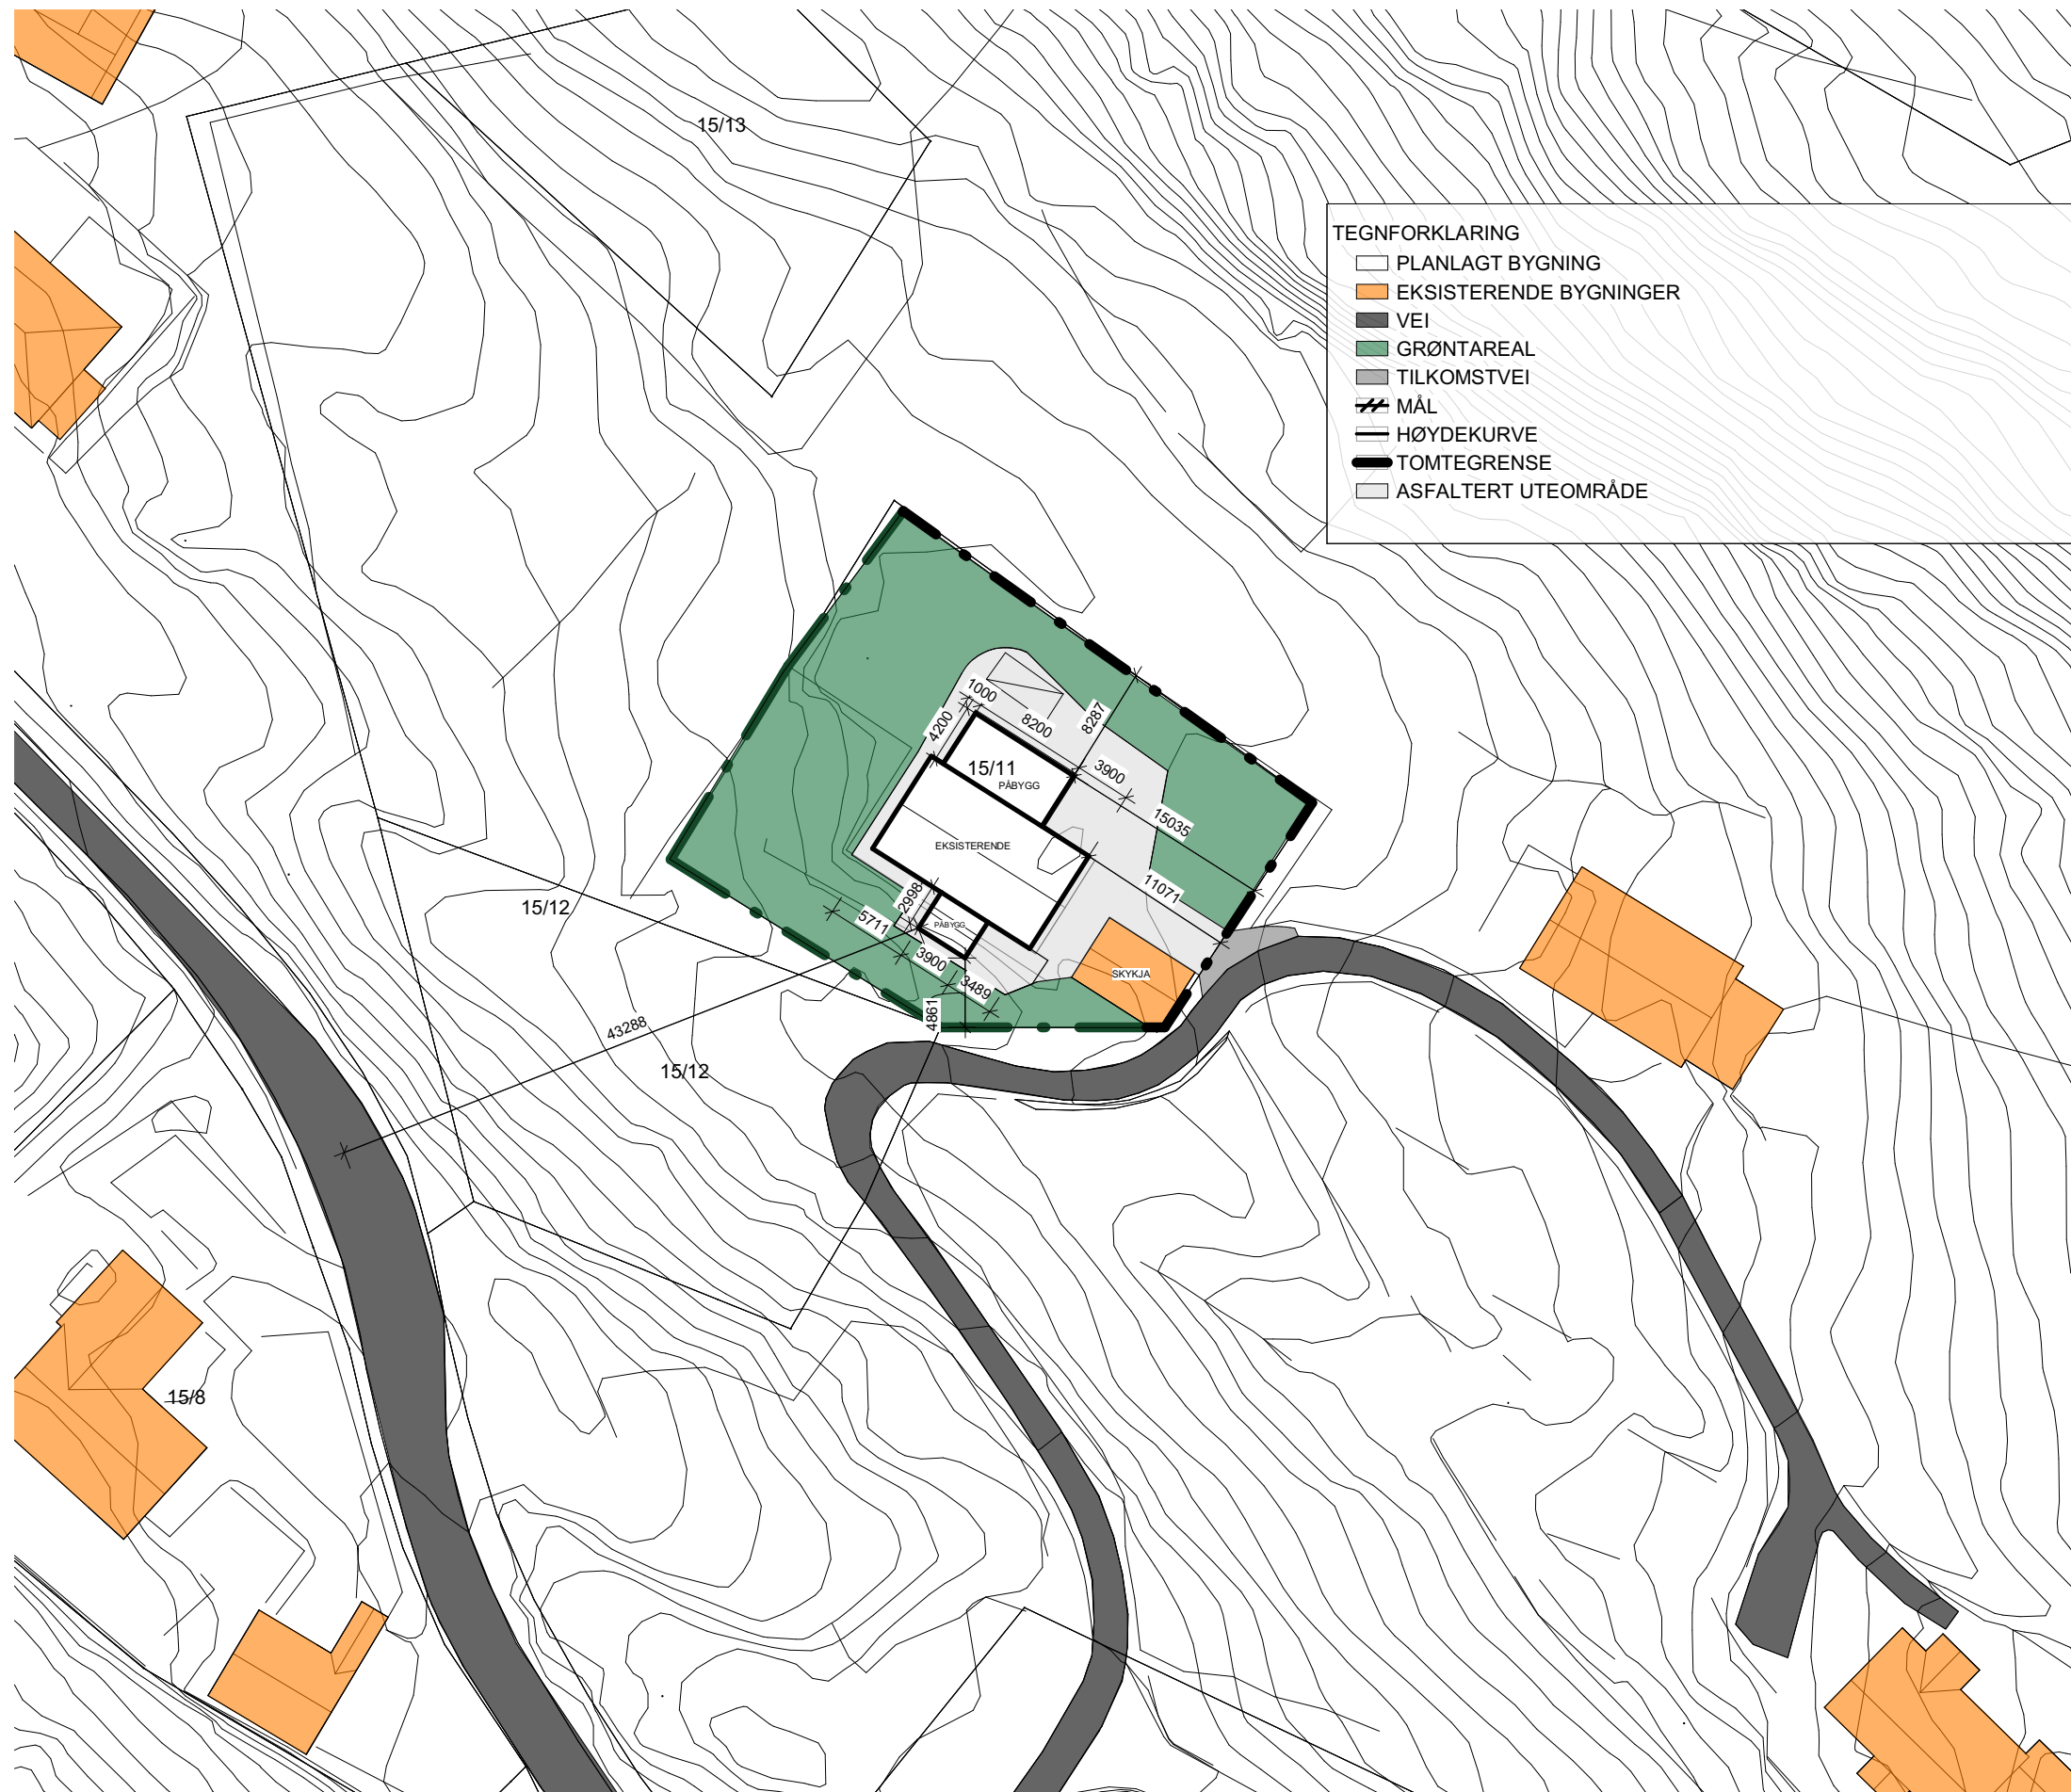 15/13
TEGNFORKLARING
PLANLAGT BYGNING
EKSISTERENDE BYGNINGER
VEI
GRØNTAREAL
TILKOMSTVEI
MÅL
HØYDEKURVE
TOMTEGRENSE
ASFALTERT UTEOMRÅDE
1000
8200
8287
4200
15/11
PÅBYGG
3900
15035
EKSISTERENDE
11071
2998
5711
PÅBYGG
3900
3489
SKYKJA
4861
15/12
43288
15/12
15/8